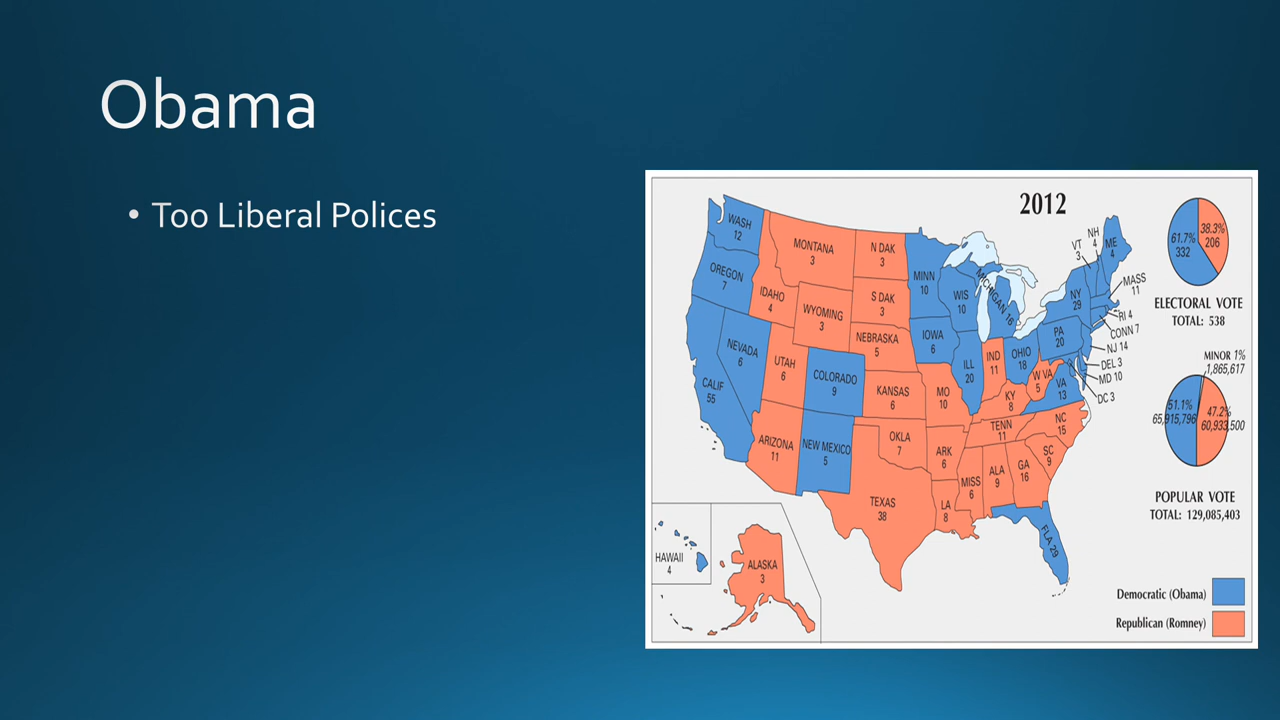 Obama
• Too Liberal Polices
2012
WASH
12
OREGON
7
CALIF
55
NEVADA
6
IDAHO
4
MONTANA
3
WYOMING
3
UTAH
6
ARIZONA
11
COLORADO
9
NEW MEXICO
5
N DAK
3
S DAK
3
NEBRASKA
5
KANSAS
6
OKLA
7
TEXAS
38
MINN
10
IOWA
6
MO
10
ARK
6
LA
8
WIS
10
ILL
20
MICHIGAN 16
IND
11
OHIO
18
KY
8
TENN
11
MISS
6
ALA
9
GA
16
FLA 29
SC
9
NC
15
VA
13
W VA
5
PA
20
NY
29
VT
3
NH
4
ME
4
MASS
11
RI 4
CONN 7
NJ 14
DEL 3
MD 10
DC 3
HAWAII
4
ALASKA
3
61.7%
332
38.3%
206
ELECTORAL VOTE
TOTAL: 538
MINOR 1%
1,865,617
51.1%
65,915,796
47.2%
60,933,500
POPULAR VOTE
TOTAL: 129,085,403
Democratic (Obama)
Republican (Romney)